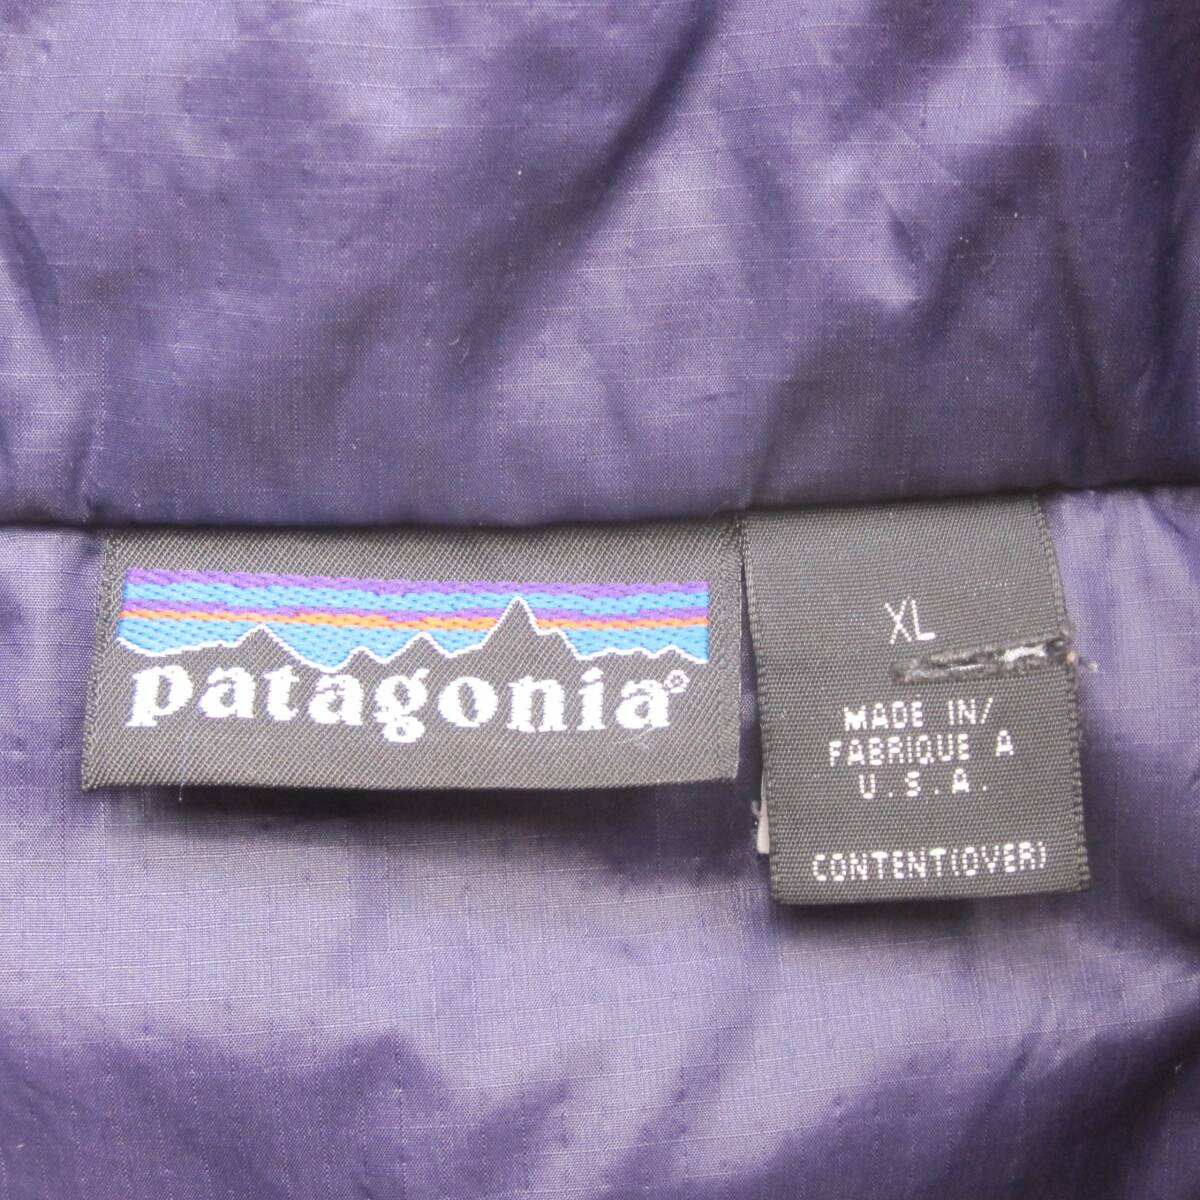 patagonia®
XL
MADE IN/
FABRIQUE A
U.S.A.
CONTENT(OVER)